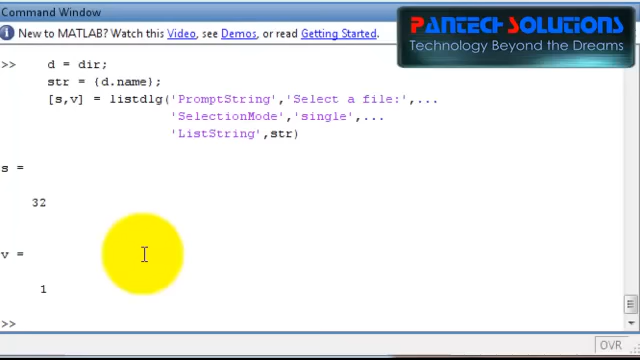 Command Window
PANTECH SOLUTIONS
Technology Beyond the Dreams
New to MATLAB? Watch this Video, see Demos, or read Getting Started.
>> d = dir;
str = {d.name};
[s,v] = listdlg('PromptString','Select a file:',...
'SelectionMode','single',...
'ListString',str)
s =
32
v =
1
>>
OVR